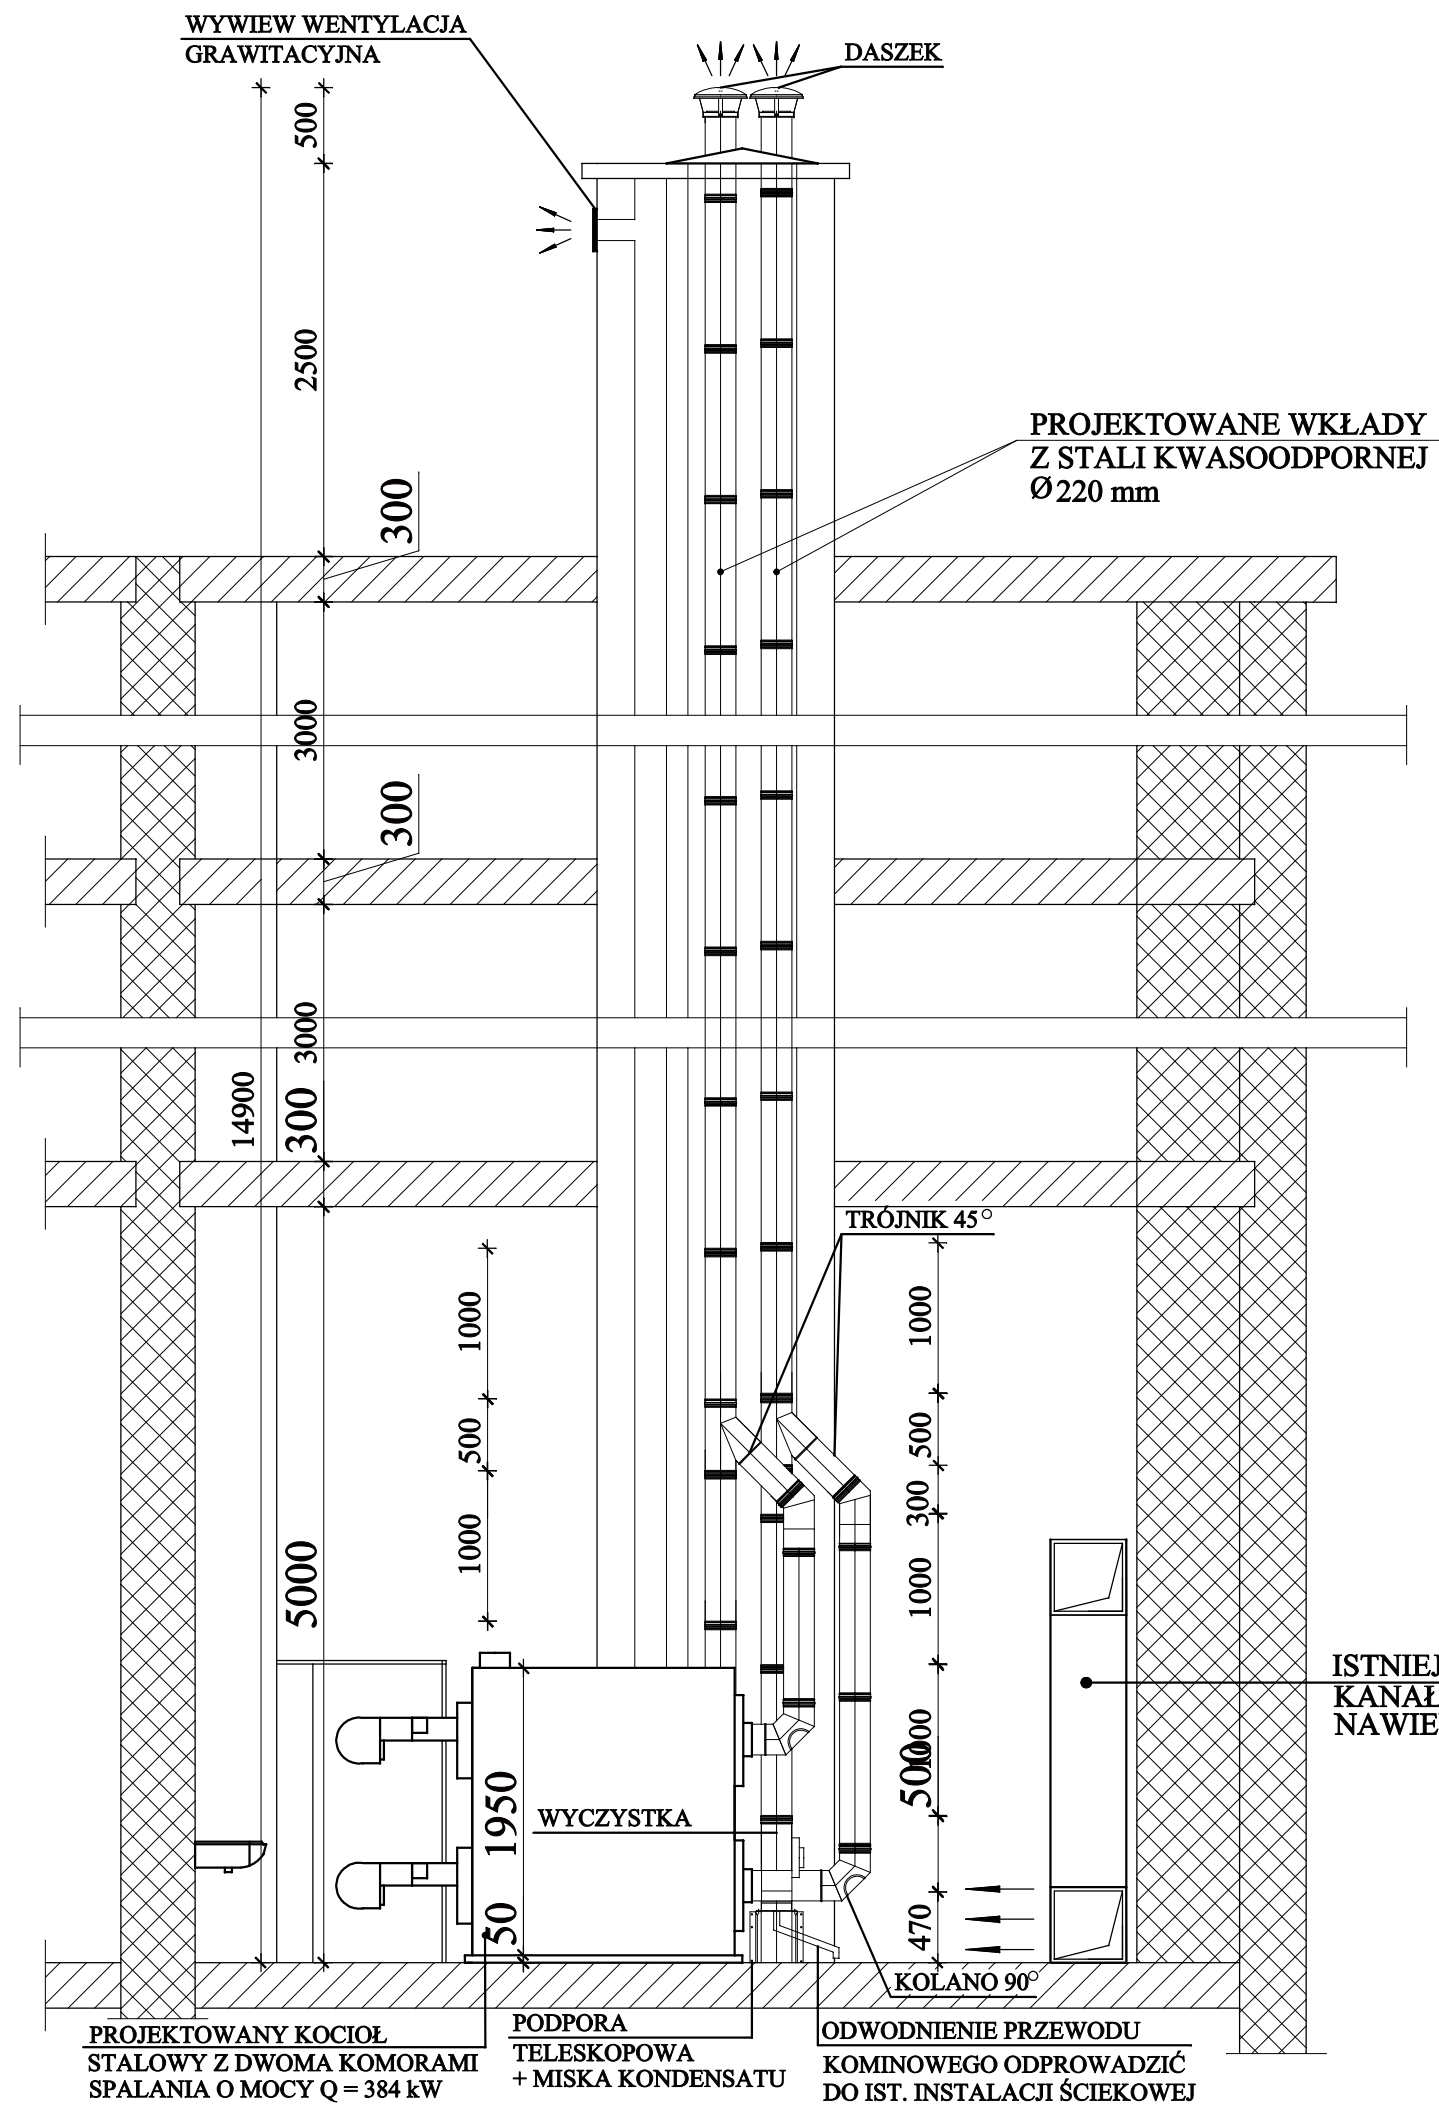 WYWIEW WENTYLACJA
GRAWITACYJNA
DASZEK
500
2500
PROJEKTOWANE WKŁADY
Z STALI KWASOODPORNEJ
Ø 220 mm
300
3000
300
3000
14900
300
TRÓJNIK 45°
1000
1000
500
500
300
1000
1000
5000
ISTNIEJ
KANAŁ
NAWIE
1000
500
1950
WYCZYSTKA
50
470
KOLANO 90°
PROJEKTOWANY KOCIOŁ
STALOWY Z DWOMA KOMORAMI
SPALANIA O MOCY Q = 384 kW
PODPORA
TELESKOPOWA
+ MISKA KONDENSATU
ODWODNIENIE PRZEWODU
KOMINOWEGO ODPROWADZIĆ
DO IST. INSTALACJI ŚCIEKOWEJ